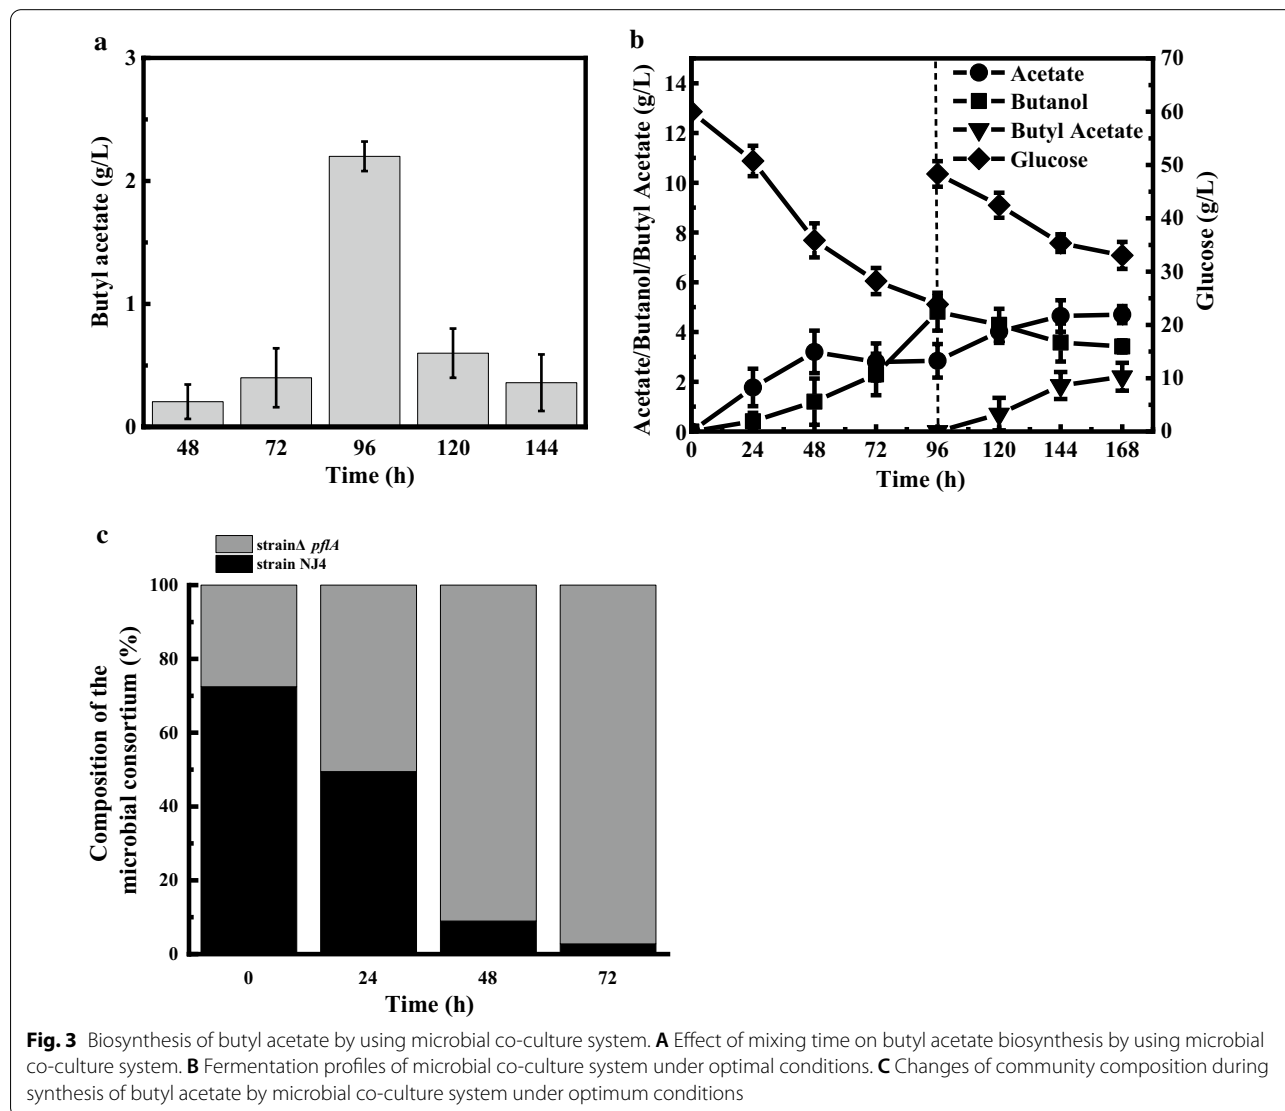 a
3
2
1
0
Butyl acetate (g/L)
48 72 96 120 144
Time (h)
b
14
12
10
8
6
4
2
0
Acetate/Butanol/Butyl Acetate (g/L)
Acetate
Butanol
Butyl Acetate
Glucose
70
60
50
40
30
20
10
0
Glucose (g/L)
0 24 48 72 96 120 144 168
Time (h)
c
strainΔ pflA
strain NJ4
100
80
60
40
20
0
Composition of the
microbial consortium (%)
0 24 48 72
Time (h)
Fig. 3 Biosynthesis of butyl acetate by using microbial co-culture system. A Effect of mixing time on butyl acetate biosynthesis by using microbial
co-culture system. B Fermentation profiles of microbial co-culture system under optimal conditions. C Changes of community composition during
synthesis of butyl acetate by microbial co-culture system under optimum conditions